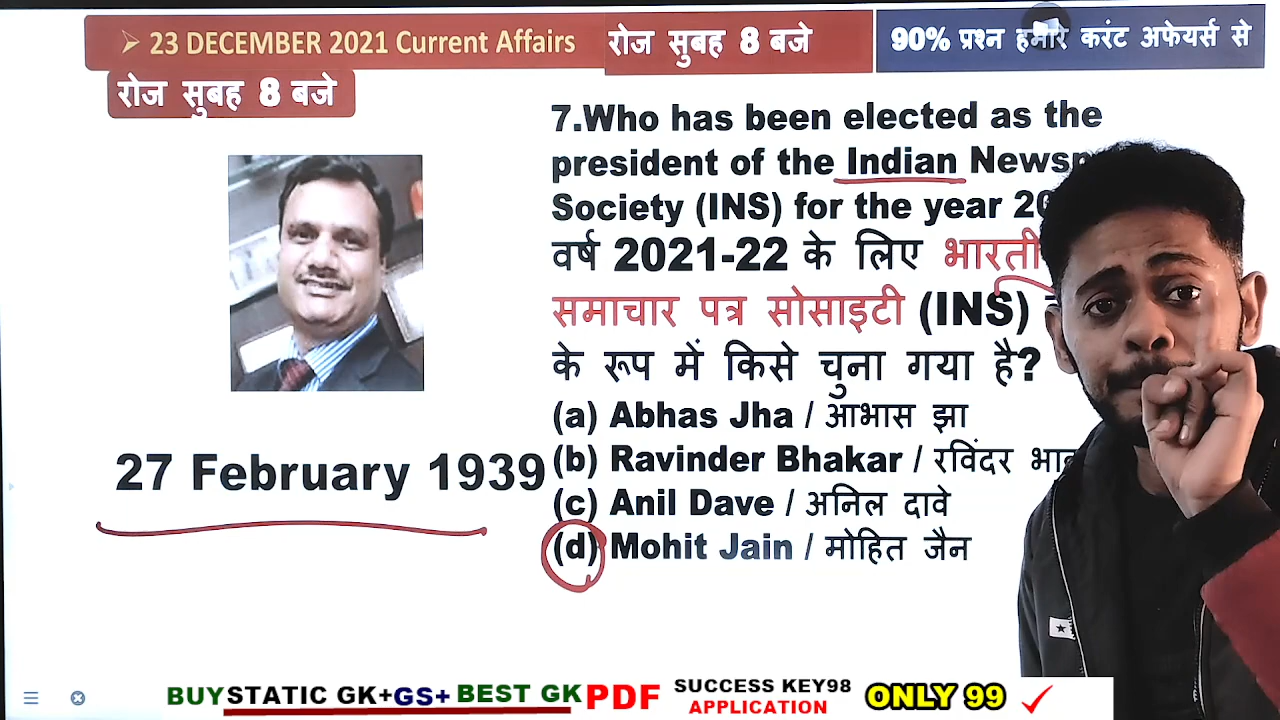 23 DECEMBER 2021 Current Affairs
रोज सुबह 8 बजे
90% प्रश्न हमारे करंट अफेयर्स से
रोज सुबह 8 बजे
7.Who has been elected as the
president of the Indian
Society (INS) for the year
वर्ष 2021-22 के लिए
समाचार पत्र सोसाइटी (INS)
के रूप में किसे चुना गया है?
(a) Abhas Jha / आभास झा
(b) Ravinder Bhakar / रविंदर
(c) Anil Dave / अनिल दावे
(d) Mohit Jain / मोहित जैन
27 February 1939
BUY STATIC GK+GS+ BEST GK PDF
SUCCESS KEY98
APPLICATION
ONLY 99